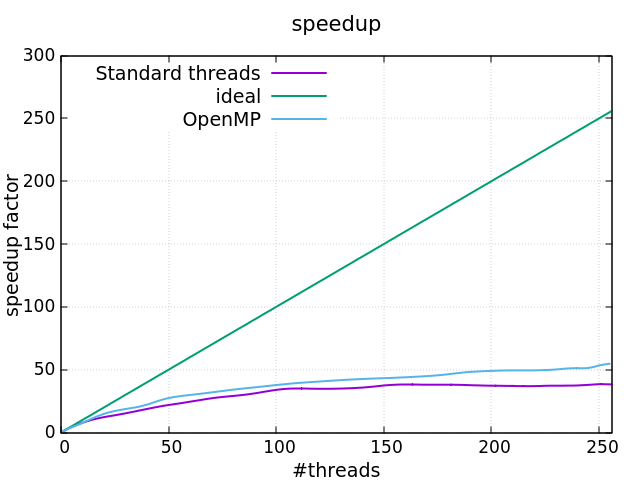 speedup
300
250
200
150
100
50
0
speedup factor
Standard threads
ideal
OpenMP
0 50 100 150 200 250
#threads